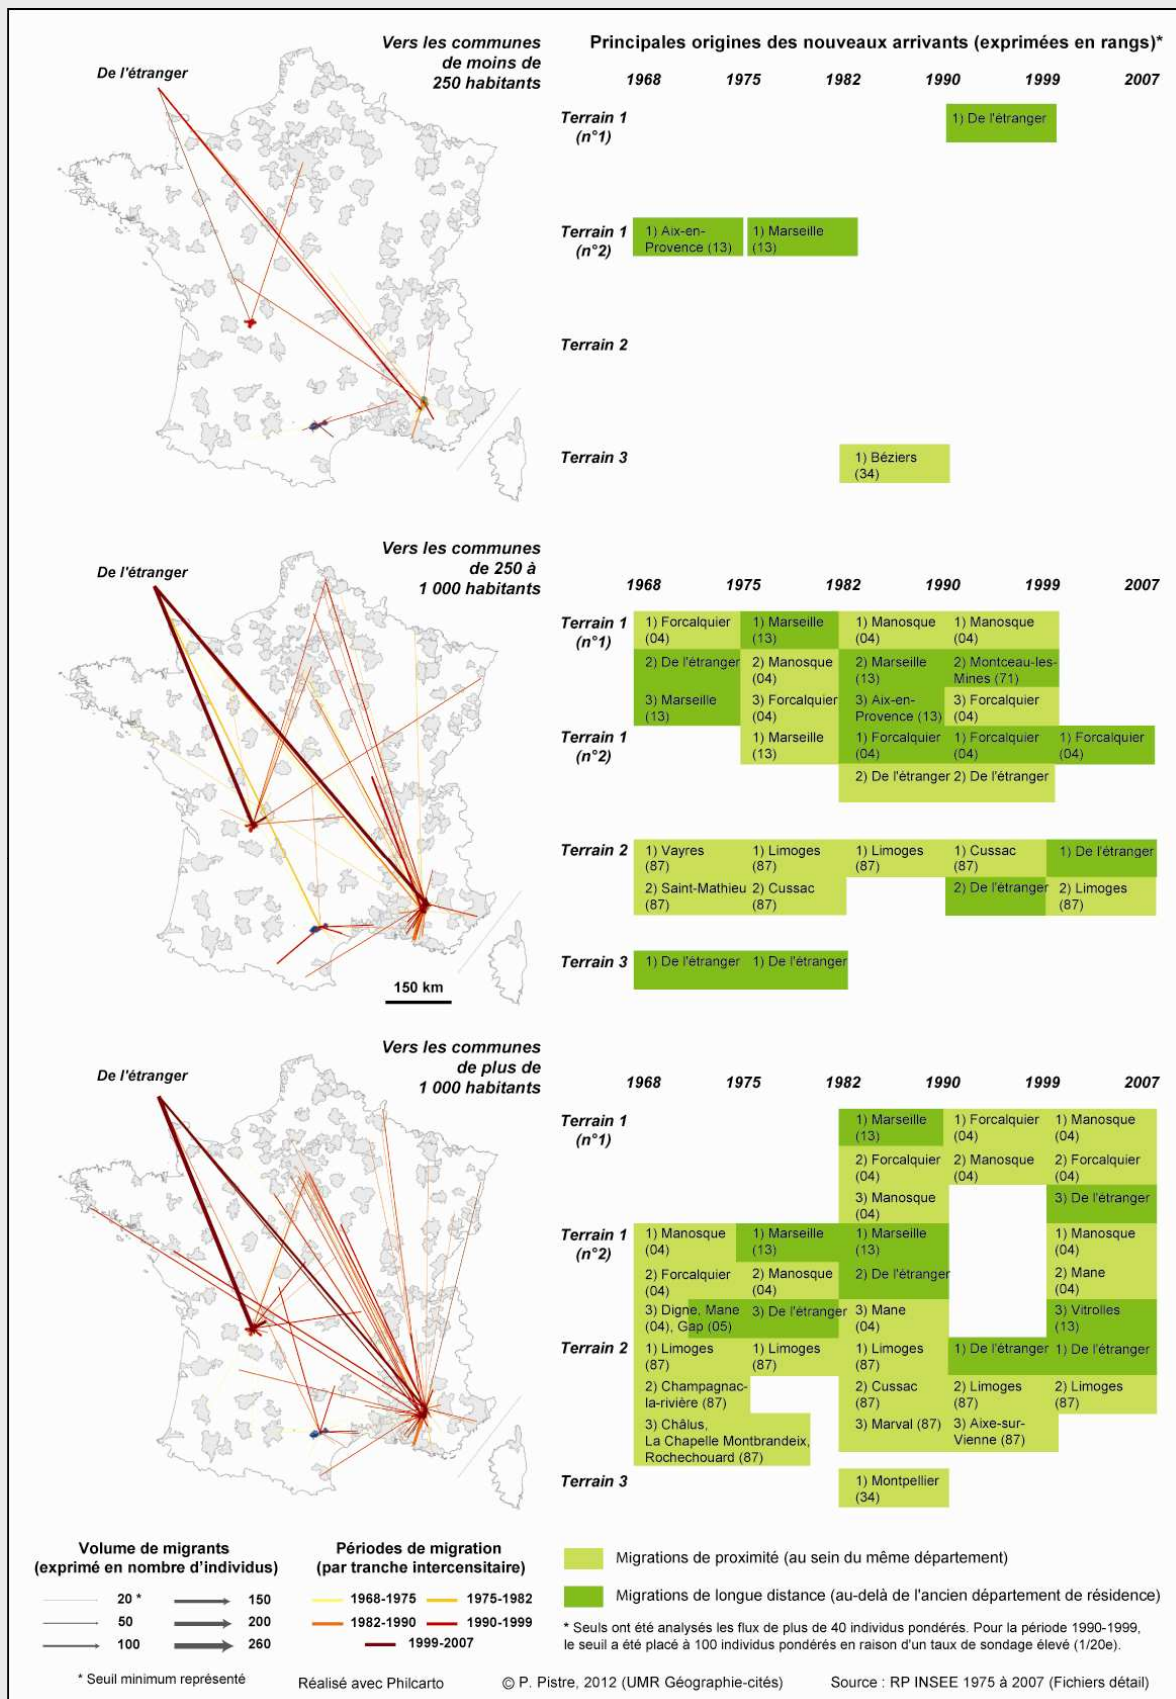 Vers les communes
de moins de
250 habitants
De l'étranger
Principales origines des nouveaux arrivants (exprimées en rangs)*
1968 1975 1982 1990 1999 2007
Terrain 1
(n°1)
1) De l'étranger
Terrain 1
(n°2)
1) Aix-en-
Provence (13)
1) Marseille
(13)
Terrain 2
Terrain 3
1) Béziers
(34)
Vers les communes
de 250 à
1 000 habitants
De l'étranger
150 km
1968 1975 1982 1990 1999 2007
Terrain 1
(n°1)
1) Forcalquier
(04)
1) Marseille
(13)
1) Manosque
(04)
1) Manosque
(04)
2) De l'étranger
2) Manosque
(04)
2) Marseille
(13)
2) Montceau-les-
Mines (71)
3) Marseille
(13)
3) Forcalquier
(04)
3) Aix-en-
Provence (13)
3) Forcalquier
(04)
Terrain 1
(n°2)
1) Marseille
(13)
1) Forcalquier
(04)
1) Forcalquier
(04)
1) Forcalquier
(04)
2) De l'étranger
2) De l'étranger
Terrain 2
1) Vayres
(87)
1) Limoges
(87)
1) Limoges
(87)
1) Cussac
(87)
1) De l'étranger
2) Saint-Mathieu
(87)
2) Cussac
(87)
2) De l'étranger
2) Limoges
(87)
Terrain 3
1) De l'étranger
1) De l'étranger
Vers les communes
de plus de
1 000 habitants
De l'étranger
1968 1975 1982 1990 1999 2007
Terrain 1
(n°1)
1) Marseille
(13)
1) Forcalquier
(04)
1) Manosque
(04)
2) Forcalquier
(04)
2) Manosque
(04)
2) Forcalquier
(04)
3) Manosque
(04)
3) De l'étranger
Terrain 1
(n°2)
1) Manosque
(04)
1) Marseille
(13)
1) Marseille
(13)
1) Manosque
(04)
2) Forcalquier
(04)
2) Manosque
(04)
2) De l'étranger
2) Mane
(04)
3) Digne, Mane
(04), Gap (05)
3) De l'étranger
3) Mane
(04)
3) Vitrolles
(13)
Terrain 2
1) Limoges
(87)
1) Limoges
(87)
1) Limoges
(87)
1) De l'étranger
1) De l'étranger
2) Champagnac-
la-rivière (87)
2) Cussac
(87)
2) Limoges
(87)
2) Limoges
(87)
3) Châlus,
La Chapelle Montbrandeix,
Rochechouard (87)
3) Marval (87)
3) Aixe-sur-
Vienne (87)
Terrain 3
1) Montpellier
(34)
Volume de migrants
(exprimé en nombre d'individus)
20 * 150
50 200
100 260
* Seuil minimum représenté
Périodes de migration
(par tranche intercensitaire)
1968-1975 1975-1982
1982-1990 1990-1999
1999-2007
Migrations de proximité (au sein du même département)
Migrations de longue distance (au-delà de l'ancien département de résidence)
* Seuls ont été analysés les flux de plus de 40 individus pondérés. Pour la période 1990-1999,
le seuil a été placé à 100 individus pondérés en raison d'un taux de sondage élevé (1/20e).
Réalisé avec Philcarto
© P. Pistre, 2012 (UMR Géographie-cités)
Source : RP INSEE 1975 à 2007 (Fichiers détail)